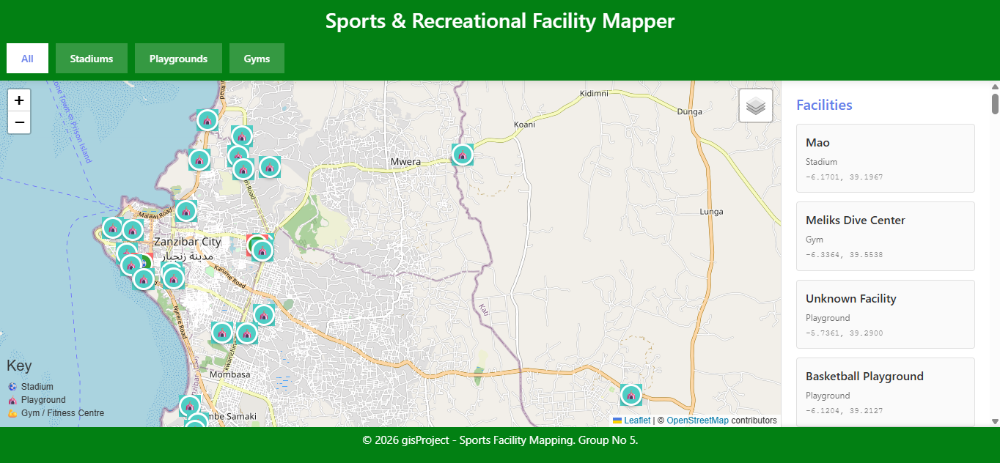 Sports & Recreational Facility Mapper
All
Stadiums
Playgrounds
Gyms
+
−
Stone Town ⇔ Prison Island
Road
Kidimni
Dunga
Koani
Mwera
m Road
Malawi Road
Lunga
Zanzibar City
مدينة زنجبار
Karume Road
Nyrere Road
Kati
Kwanchina
Mombasa
mbe Samaki
Key
Stadium
Playground
Gym / Fitness Centre
Leaflet | © OpenStreetMap contributors
Facilities
Mao
Stadium
-6.1701, 39.1967
Meliks Dive Center
Gym
-6.3364, 39.5538
Unknown Facility
Playground
-5.7361, 39.2900
Basketball Playground
Playground
-6.1204, 39.2127
© 2026 gisProject - Sports Facility Mapping. Group No 5.